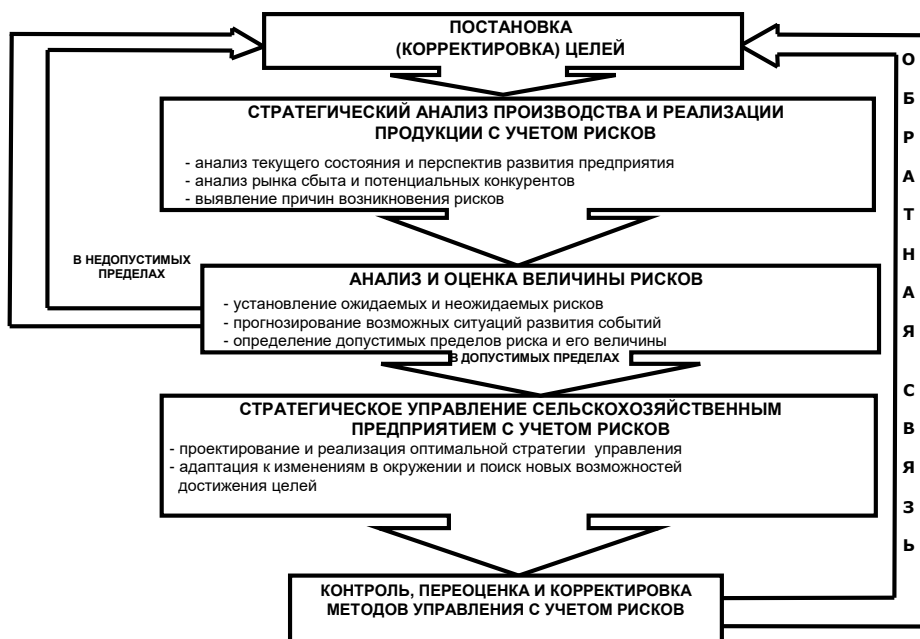 ПОСТАНОВКА
(КОРРЕКТИРОВКА) ЦЕЛЕЙ
СТРАТЕГИЧЕСКИЙ АНАЛИЗ ПРОИЗВОДСТВА И РЕАЛИЗАЦИИ
ПРОДУКЦИИ С УЧЕТОМ РИСКОВ
- анализ текущего состояния и перспектив развития предприятия
- анализ рынка сбыта и потенциальных конкурентов
- выявление причин возникновения рисков
В НЕДОПУСТИМЫХ
ПРЕДЕЛАХ
АНАЛИЗ И ОЦЕНКА ВЕЛИЧИНЫ РИСКОВ
- установление ожидаемых и неожидаемых рисков
- прогнозирование возможных ситуаций развития событий
- определение допустимых пределов риска и его величины
В ДОПУСТИМЫХ ПРЕДЕЛАХ
СТРАТЕГИЧЕСКОЕ УПРАВЛЕНИЕ СЕЛЬСКОХОЗЯЙСТВЕННЫМ
ПРЕДПРИЯТИЕМ С УЧЕТОМ РИСКОВ
- проектирование и реализация оптимальной стратегии управления
- адаптация к изменениям в окружении и поиск новых возможностей
достижения целей
КОНТРОЛЬ, ПЕРЕОЦЕНКА И КОРРЕКТИРОВКА
МЕТОДОВ УПРАВЛЕНИЯ С УЧЕТОМ РИСКОВ
ОБРАТНАЯ СВЯЗЬ